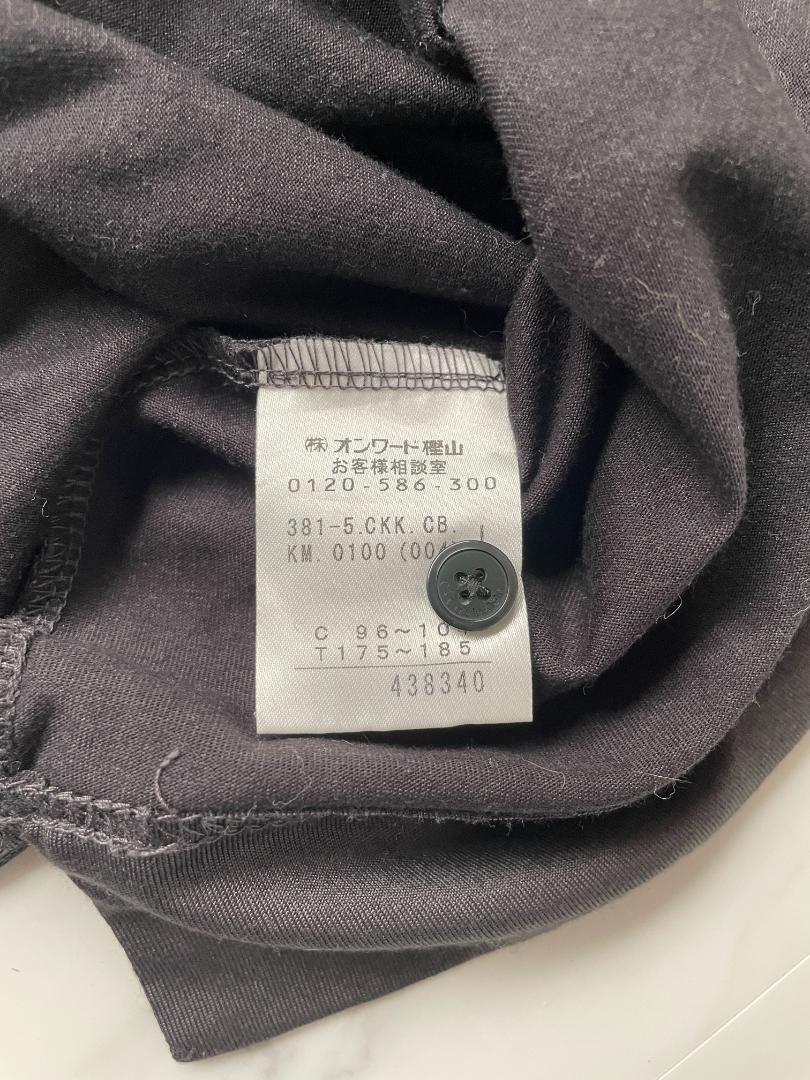 (株)オンワード樫山
お客様相談室
0120-586-300
381-5.CKK.CB.
KM. 0100
C 96~
T175~185
438340